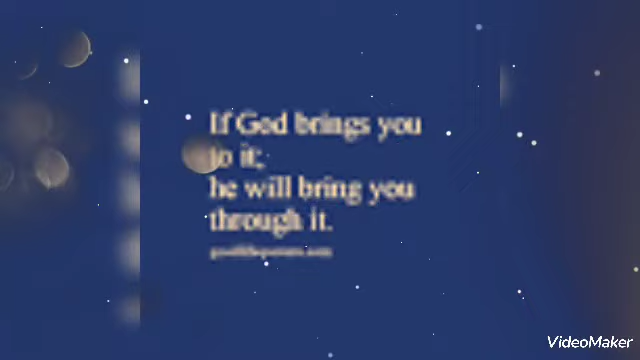 If God brings you
to it;
he will bring you
through it.
VideoMaker